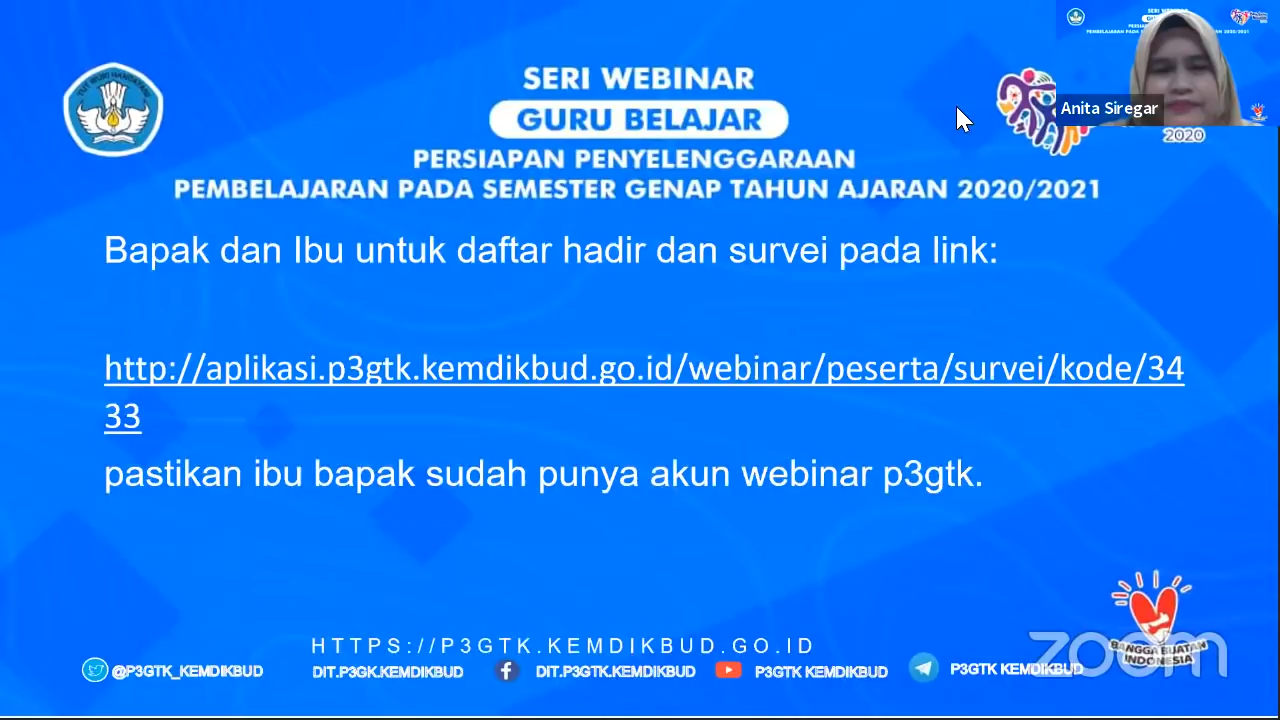 SERI WEBINAR
GURU BELAJAR
PERSIAPAN PENYELENGGARAAN
PEMBELAJARAN PADA SEMESTER GENAP TAHUN AJARAN 2020/2021
Anita Siregar
2020
Bapak dan Ibu untuk daftar hadir dan survei pada link:
http://aplikasi.p3gtk.kemdikbud.go.id/webinar/peserta/survei/kode/34
33
pastikan ibu bapak sudah punya akun webinar p3gtk.
HTTPS://P3GTK.KEMDIKBUD.GO.ID
@P3GTK_KEMDIKBUD
DIT.P3GK.KEMDIKBUD
DIT.P3GTK.KEMDIKBUD
P3GTK KEMDIKBUD
P3GTK KEMDIKBUD
BANGGA BUATAN
INDONESIA
zoom
TUT WURI HANDAYANI